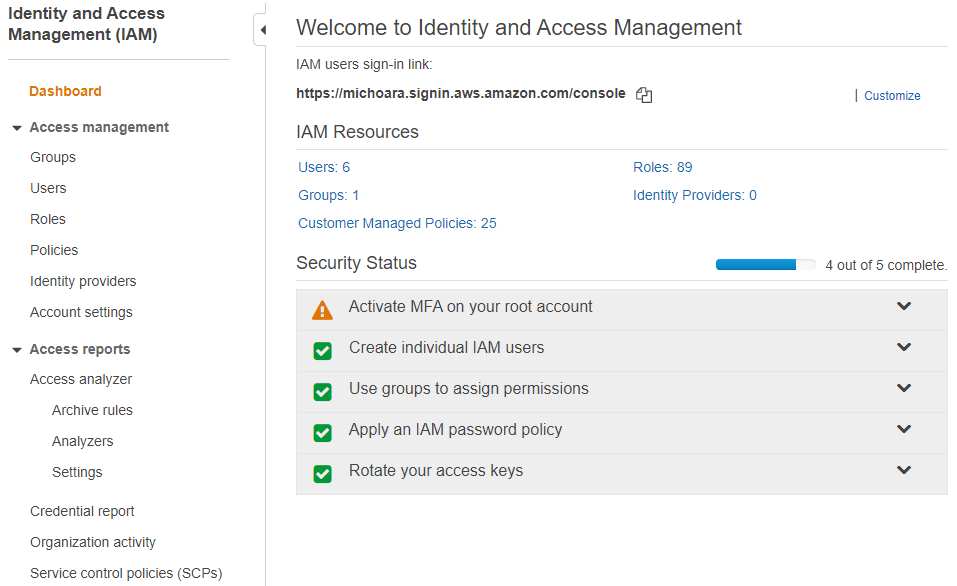 Identity and Access
Management (IAM)
Dashboard
Access management
Groups
Users
Roles
Policies
Identity providers
Account settings
Access reports
Access analyzer
Archive rules
Analyzers
Settings
Credential report
Organization activity
Service control policies (SCPs)
Welcome to Identity and Access Management
IAM users sign-in link:
https://michoara.signin.aws.amazon.com/console
| Customize
IAM Resources
Users: 6
Roles: 89
Groups: 1
Identity Providers: 0
Customer Managed Policies: 25
Security Status
4 out of 5 complete.
Activate MFA on your root account
Create individual IAM users
Use groups to assign permissions
Apply an IAM password policy
Rotate your access keys